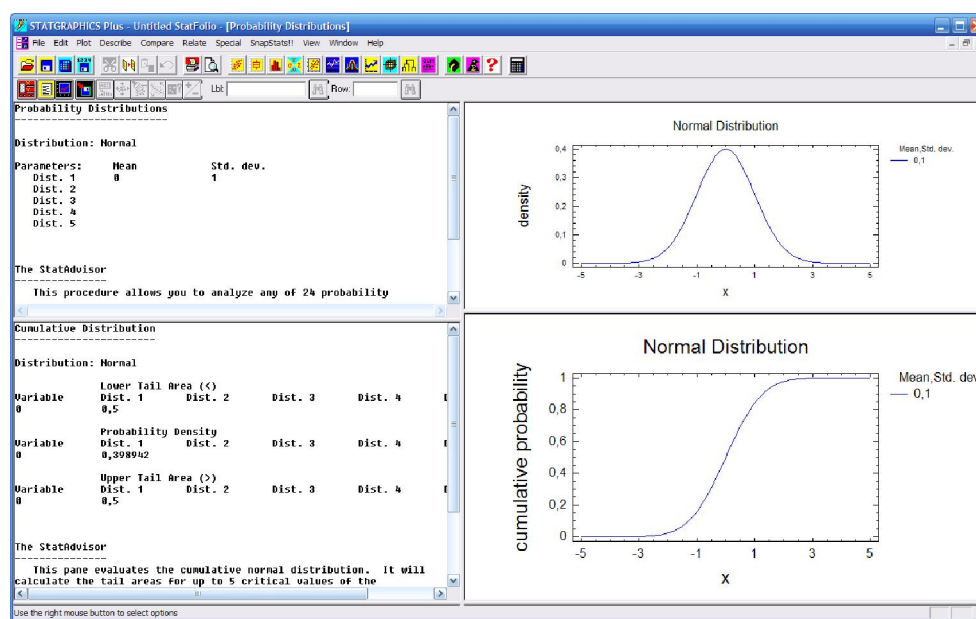 STATGRAPHICS Plus - Untitled StatFolio - [Probability Distributions]
File Edit Plot Describe Compare Relate Special SnapStats!! View Window Help
Lbl: Row:
Probability Distributions
-------------------------
Distribution: Normal
Parameters: Mean Std. dev.
Dist. 1 0 1
Dist. 2
Dist. 3
Dist. 4
Dist. 5
The StatAdvisor
---------------
This procedure allows you to analyze any of 24 probability
Normal Distribution
density
0,4
0,3
0,2
0,1
0
-5 -3 -1 1 3 5
X
Mean,Std. dev.
0,1
Cumulative Distribution
-----------------------
Distribution: Normal
Lower Tail Area (<)
Variable Dist. 1 Dist. 2 Dist. 3 Dist. 4 D
0 0,5
Probability Density
Variable Dist. 1 Dist. 2 Dist. 3 Dist. 4 D
0 0,398942
Upper Tail Area (>)
Variable Dist. 1 Dist. 2 Dist. 3 Dist. 4 D
0 0,5
The StatAdvisor
---------------
This pane evaluates the cumulative normal distribution. It will
calculate the tail areas for up to 5 critical values of the
Normal Distribution
cumulative probability
1
0,8
0,6
0,4
0,2
0
-5 -3 -1 1 3 5
X
Mean,Std. dev
0,1
Use the right mouse button to select options